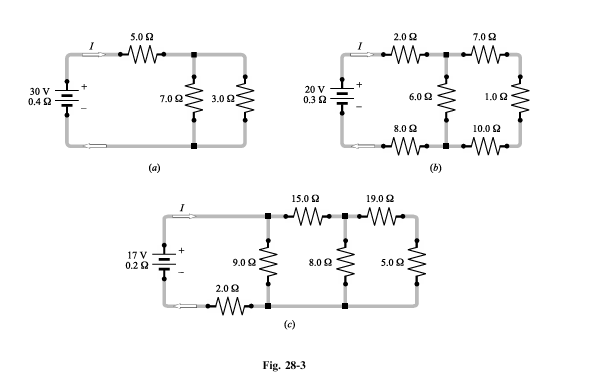 I
5.0 Ω
30 V
0.4 Ω
+
–
7.0 Ω
3.0 Ω
(a)
I
2.0 Ω
7.0 Ω
20 V
0.3 Ω
+
–
6.0 Ω
1.0 Ω
8.0 Ω
10.0 Ω
(b)
I
15.0 Ω
19.0 Ω
17 V
0.2 Ω
+
–
9.0 Ω
8.0 Ω
5.0 Ω
2.0 Ω
(c)
Fig. 28-3